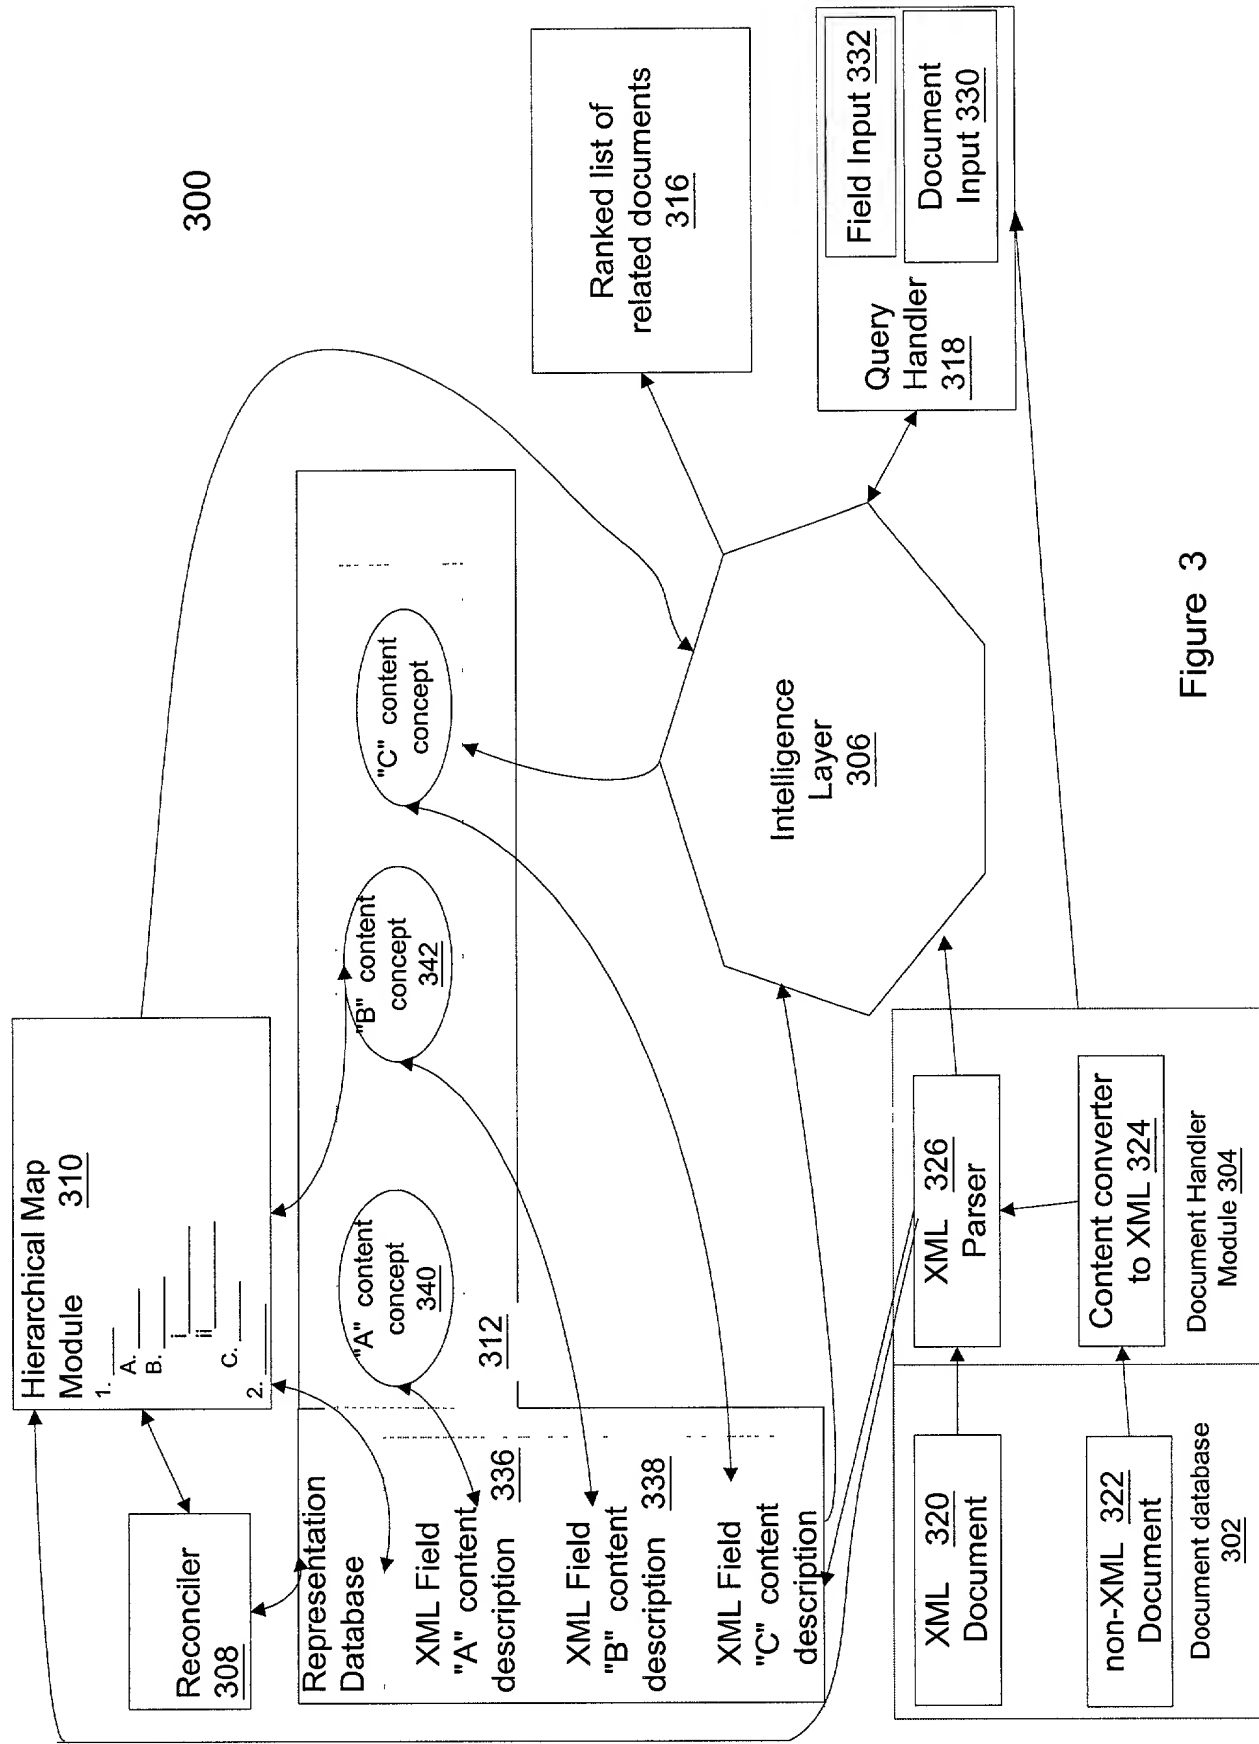 300
Hierarchical Map
Module 310
1.
A.
B.
i
ii
C.
2.
Reconciler
308
Representation
Database
XML Field
"A" content
description 336
XML Field
"B" content
description 338
XML Field
"C" content
description
312
"A" content
concept
340
"B" content
concept
342
"C" content
concept
Ranked list of
related documents
316
Intelligence
Layer
306
Query
Handler
318
Field Input 332
Document
Input 330
XML 320
Document
non-XML 322
Document
Document database
302
XML 326
Parser
Content converter
to XML 324
Document Handler
Module 304
Figure 3